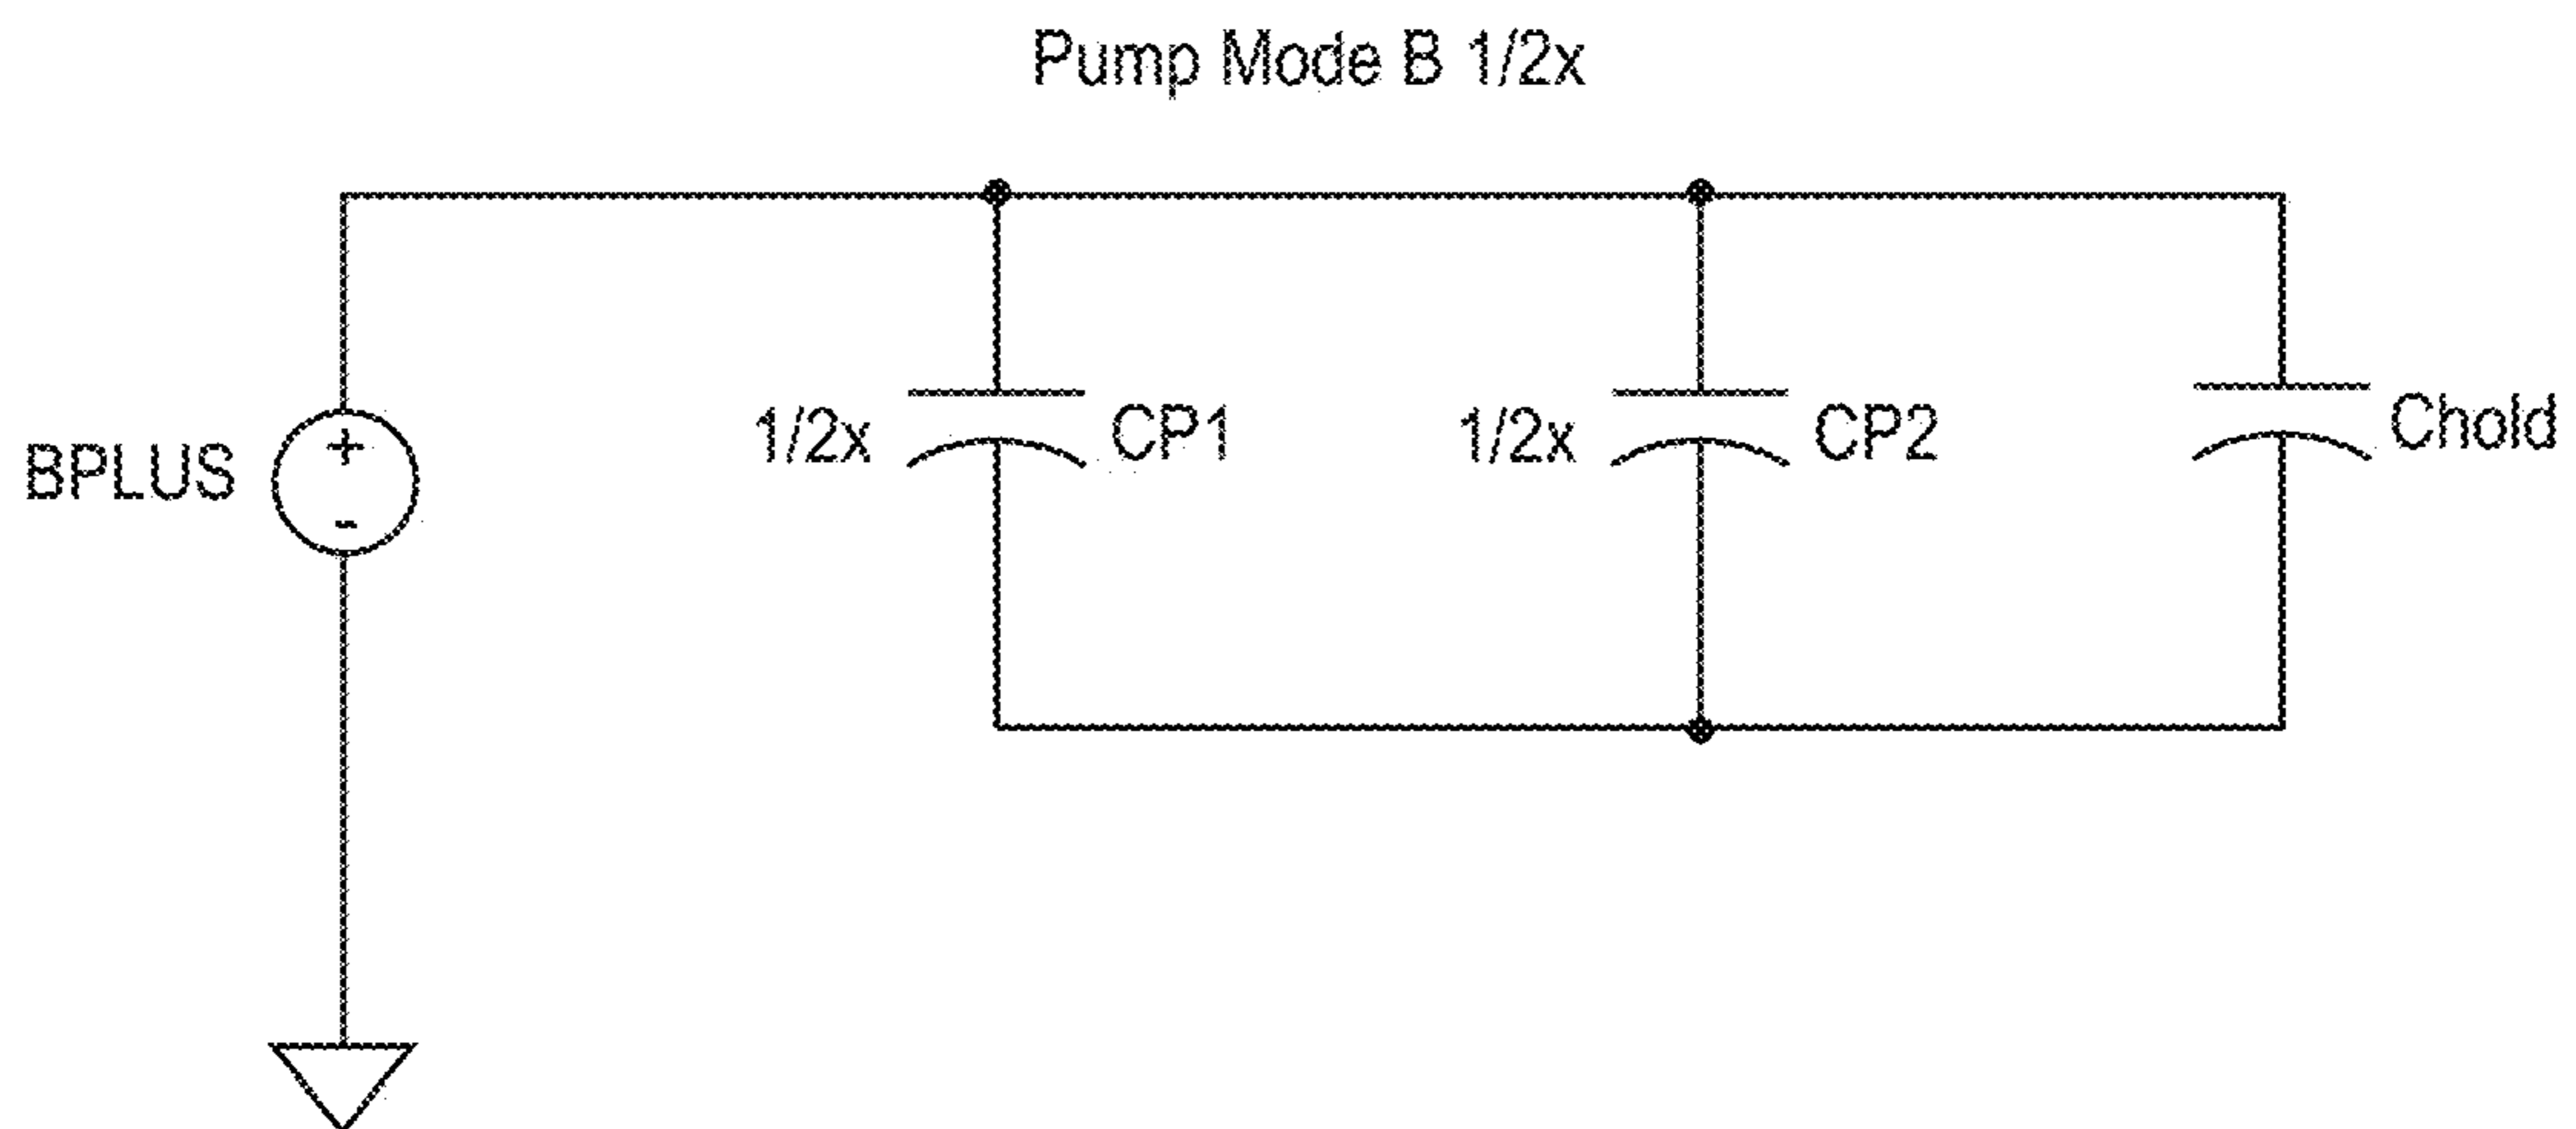 Pump Mode B 1/2x
BPLUS
+
-
1/2x
CP1
1/2x
CP2
Chold